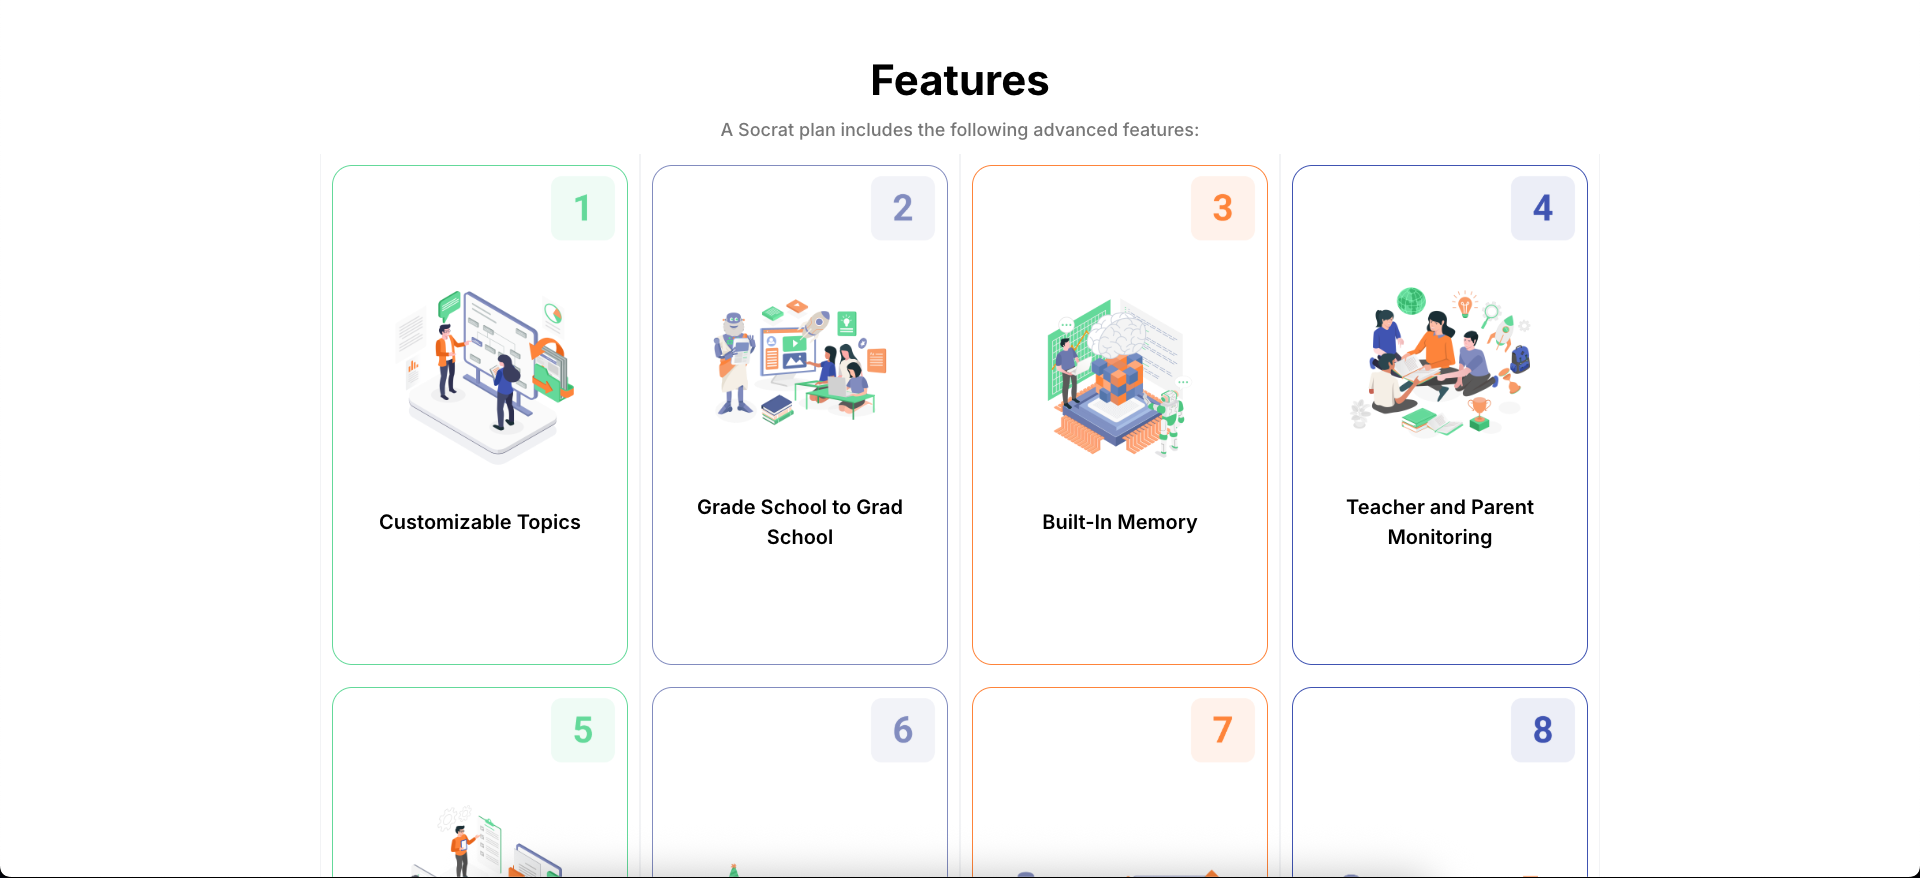 Features
A Socrat plan includes the following advanced features:
1
2
3
4
Customizable Topics
Grade School to Grad
School
Built-In Memory
Teacher and Parent
Monitoring
5
6
7
8